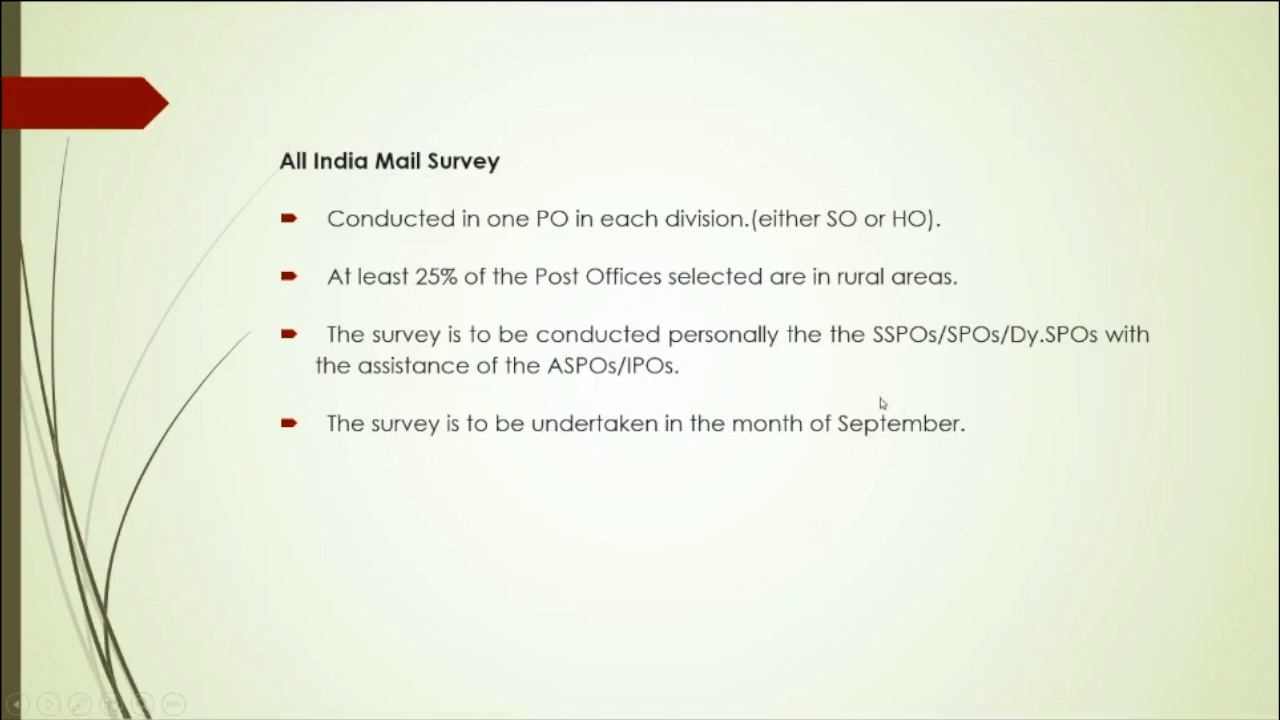 All India Mail Survey
Conducted in one PO in each division.(either SO or HO).
At least 25% of the Post Offices selected are in rural areas.
The survey is to be conducted personally the the SSPOs/SPOs/Dy.SPOs with
the assistance of the ASPOs/IPOs.
The survey is to be undertaken in the month of September.